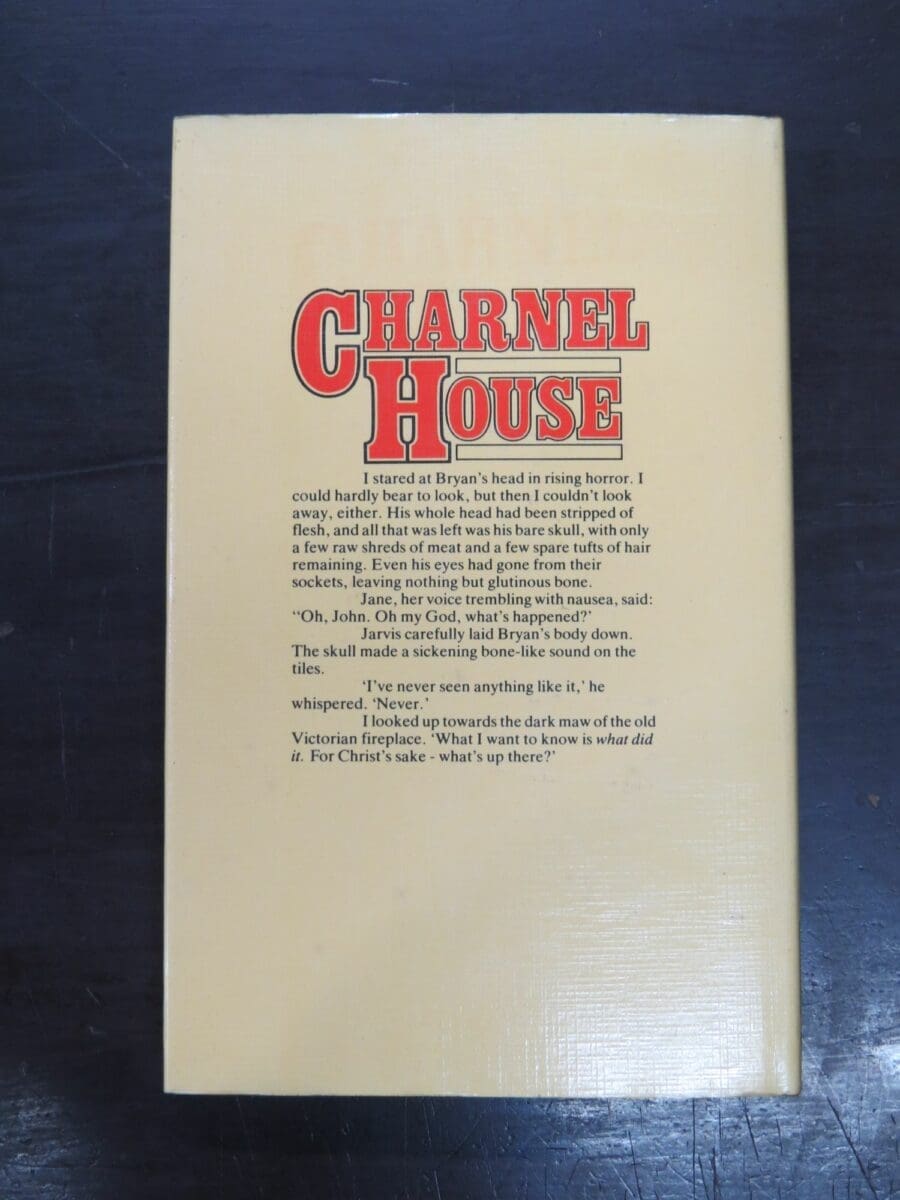 CHARNEL
HOUSE
I stared at Bryan's head in rising horror. I
could hardly bear to look, but then I couldn't look
away, either. His whole head had been stripped of
flesh, and all that was left was his bare skull, with only
a few raw shreds of meat and a few spare tufts of hair
remaining. Even his eyes had gone from their
sockets, leaving nothing but glutinous bone.
Jane, her voice trembling with nausea, said:
"Oh, John. Oh my God, what's happened?'
Jarvis carefully laid Bryan's body down.
The skull made a sickening bone-like sound on the
tiles.
'I've never seen anything like it,' he
whispered. 'Never.'
I looked up towards the dark maw of the old
Victorian fireplace. 'What I want to know is what did
it. For Christ's sake - what's up there?'